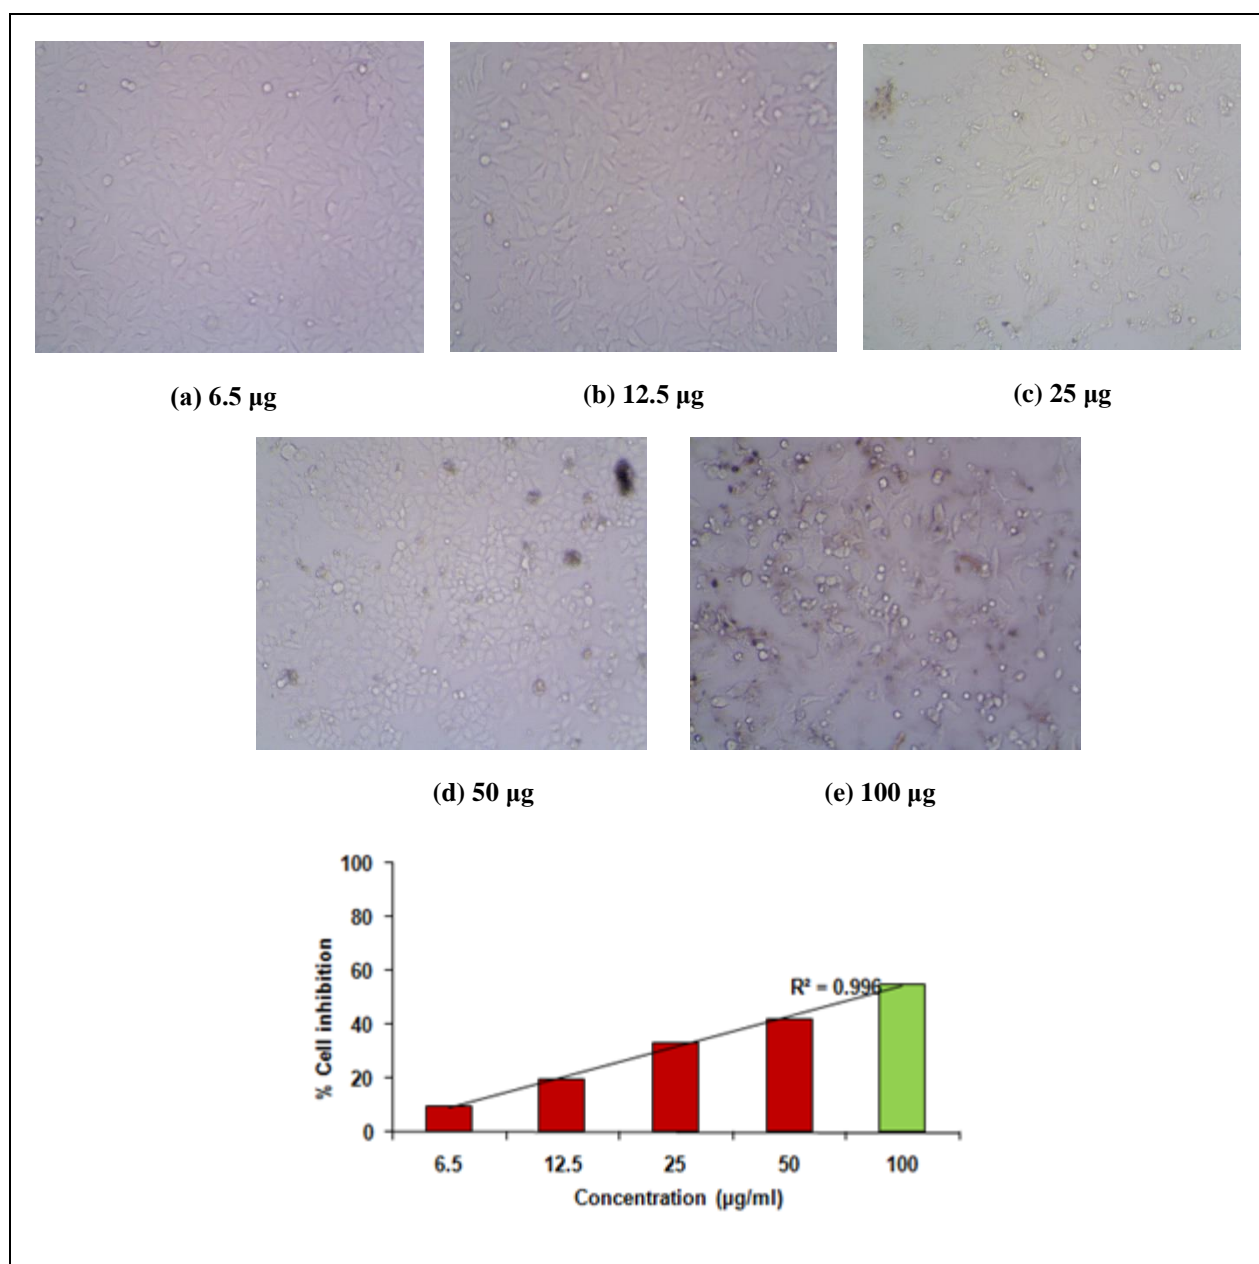 (a) 6.5 µg
(b) 12.5 µg
(c) 25 µg
(d) 50 µg
(e) 100 µg
100
80
60
40
20
0
% Cell inhibition
R² = 0.996
6.5 12.5 25 50 100
Concentration (µg/ml)